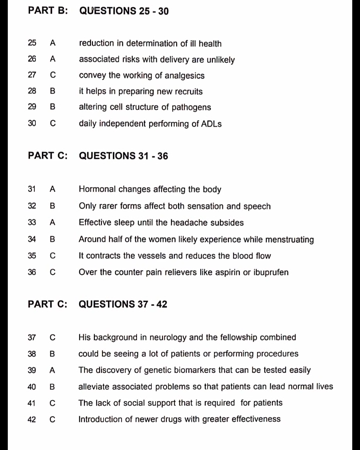 PART B: QUESTIONS 25 - 30
25 A reduction in determination of ill health
26 A associated risks with delivery are unlikely
27 C convey the working of analgesics
28 B it helps in preparing new recruits
29 B altering cell structure of pathogens
30 C daily independent performing of ADLs
PART C: QUESTIONS 31 - 36
31 A Hormonal changes affecting the body
32 B Only rarer forms affect both sensation and speech
33 A Effective sleep until the headache subsides
34 B Around half of the women likely experience while menstruating
35 C It contracts the vessels and reduces the blood flow
36 C Over the counter pain relievers like aspirin or ibuprufen
PART C: QUESTIONS 37 - 42
37 C His background in neurology and the fellowship combined
38 B could be seeing a lot of patients or performing procedures
39 A The discovery of genetic biomarkers that can be tested easily
40 B alleviate associated problems so that patients can lead normal lives
41 C The lack of social support that is required for patients
42 C Introduction of newer drugs with greater effectiveness